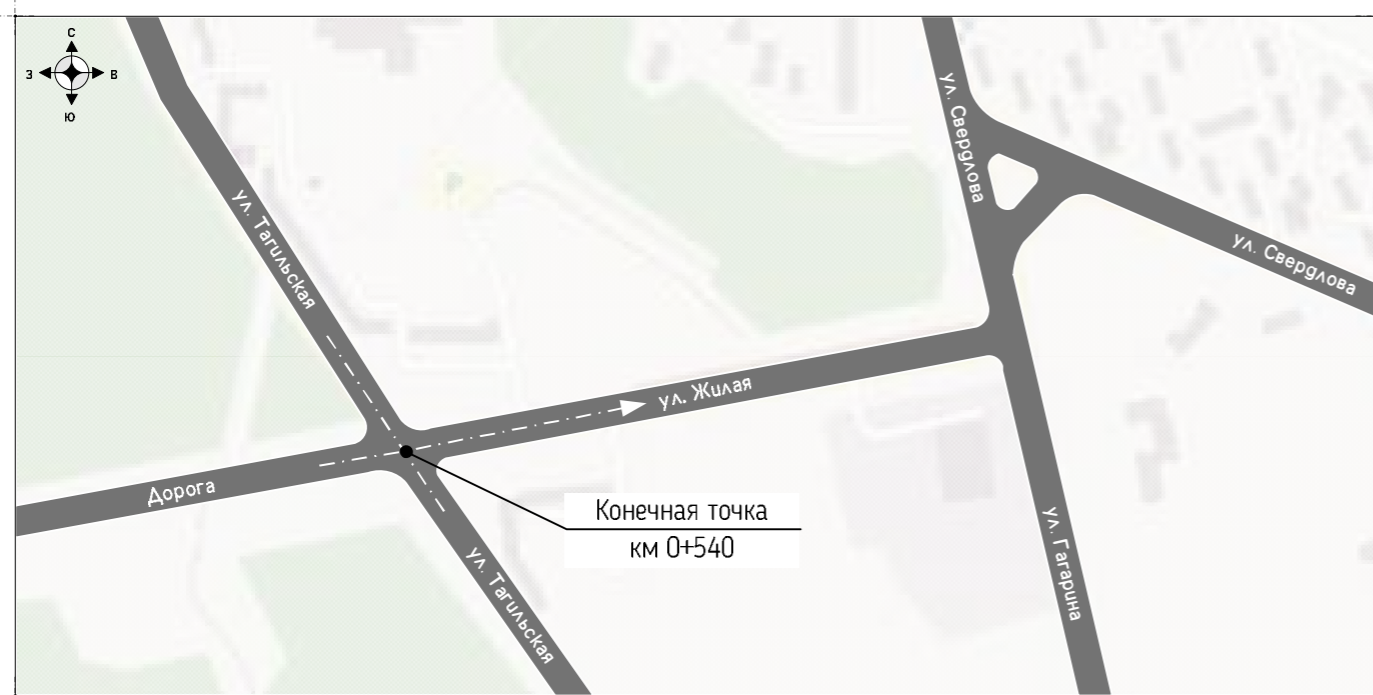 С
З
В
Ю
ул. Свердлова
ул. Тагильская
ул. Свердлова
P
ул. Жилая
Дорога
Конечная точка
км 0+540
ул. Гагарина
ул. Тагильская